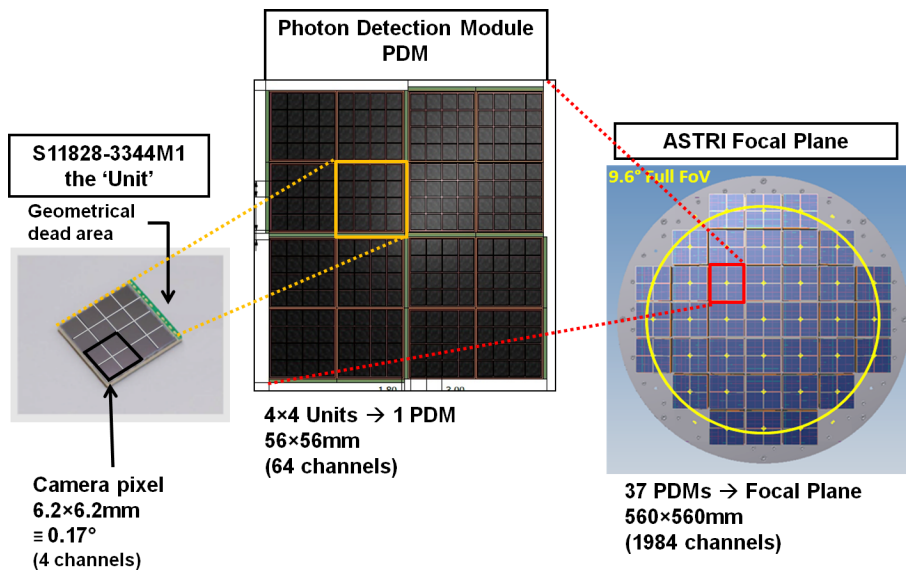 Photon Detection Module
PDM
S11828-3344M1
the ‘Unit’
Geometrical
dead area
ASTRI Focal Plane
9.6° Full FoV
4×4 Units → 1 PDM
56×56mm
(64 channels)
Camera pixel
6.2×6.2mm
≡ 0.17°
(4 channels)
37 PDMs → Focal Plane
560×560mm
(1984 channels)